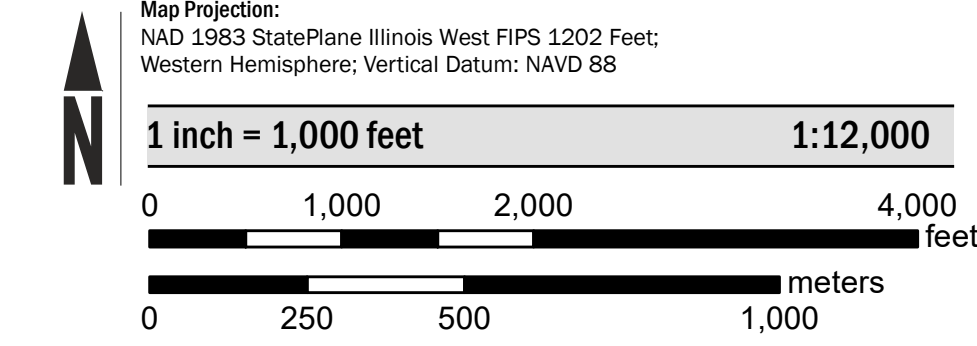 Map Projection:
NAD 1983 StatePlane Illinois West FIPS 1202 Feet;
Western Hemisphere; Vertical Datum: NAVD 88
N
1 inch = 1,000 feet 1:12,000
0 1,000 2,000 4,000
feet
meters
0 250 500 1,000